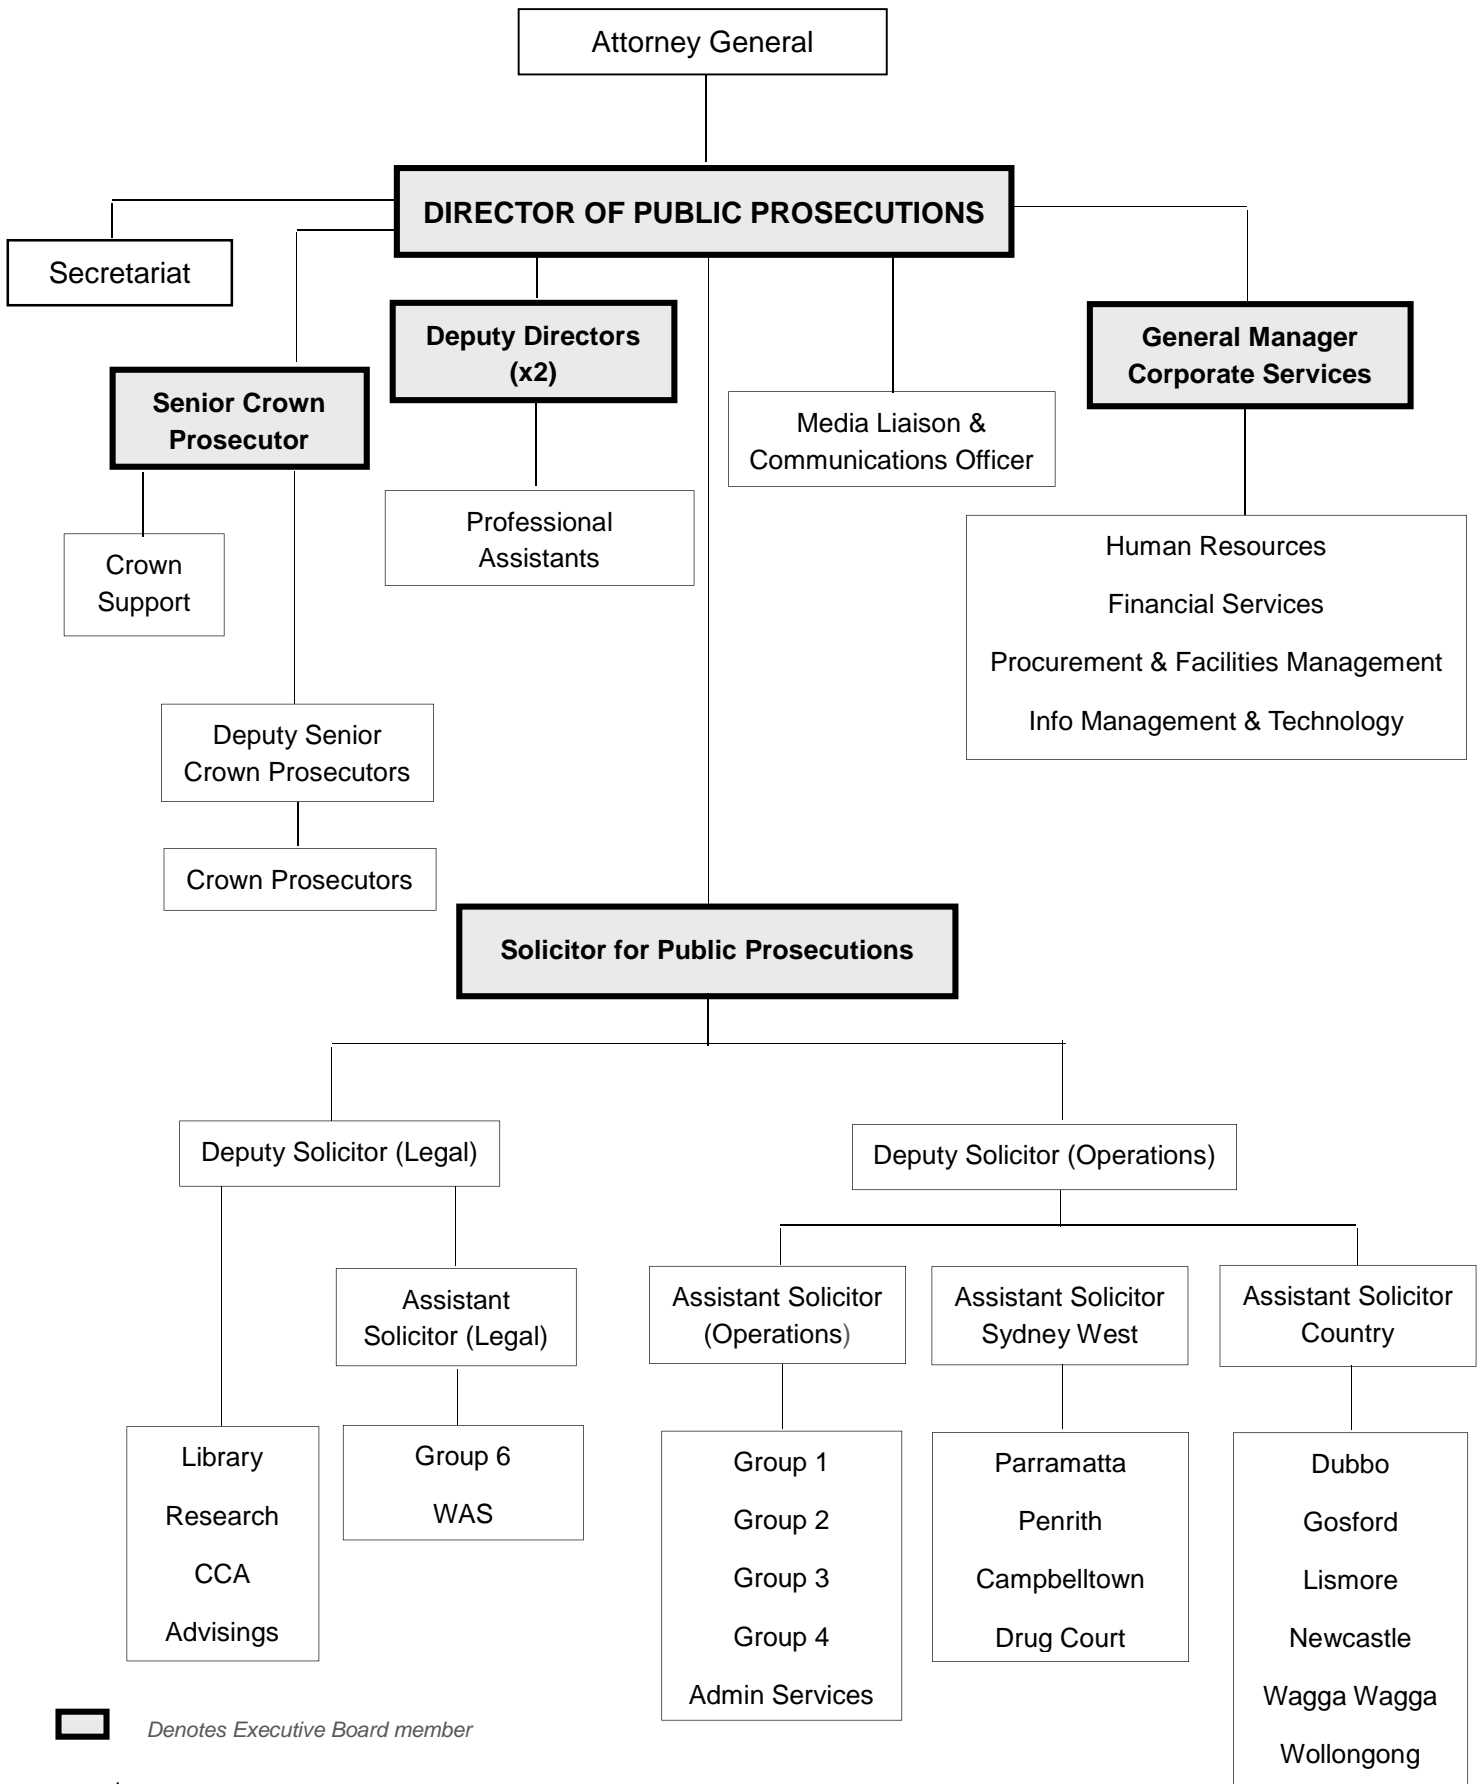 Attorney General
DIRECTOR OF PUBLIC PROSECUTIONS
Secretariat
Deputy Directors
(x2)
General Manager
Corporate Services
Senior Crown
Prosecutor
Media Liaison &
Communications Officer
Professional
Assistants
Crown
Support
Human Resources
Financial Services
Procurement & Facilities Management
Info Management & Technology
Deputy Senior
Crown Prosecutors
Crown Prosecutors
Solicitor for Public Prosecutions
Deputy Solicitor (Legal)
Deputy Solicitor (Operations)
Assistant
Solicitor (Legal)
Assistant Solicitor
(Operations)
Assistant Solicitor
Sydney West
Assistant Solicitor
Country
Library
Research
CCA
Advisings
Group 6
WAS
Group 1
Group 2
Group 3
Group 4
Admin Services
Parramatta
Penrith
Campbelltown
Drug Court
Dubbo
Gosford
Lismore
Newcastle
Wagga Wagga
Wollongong
Denotes Executive Board member